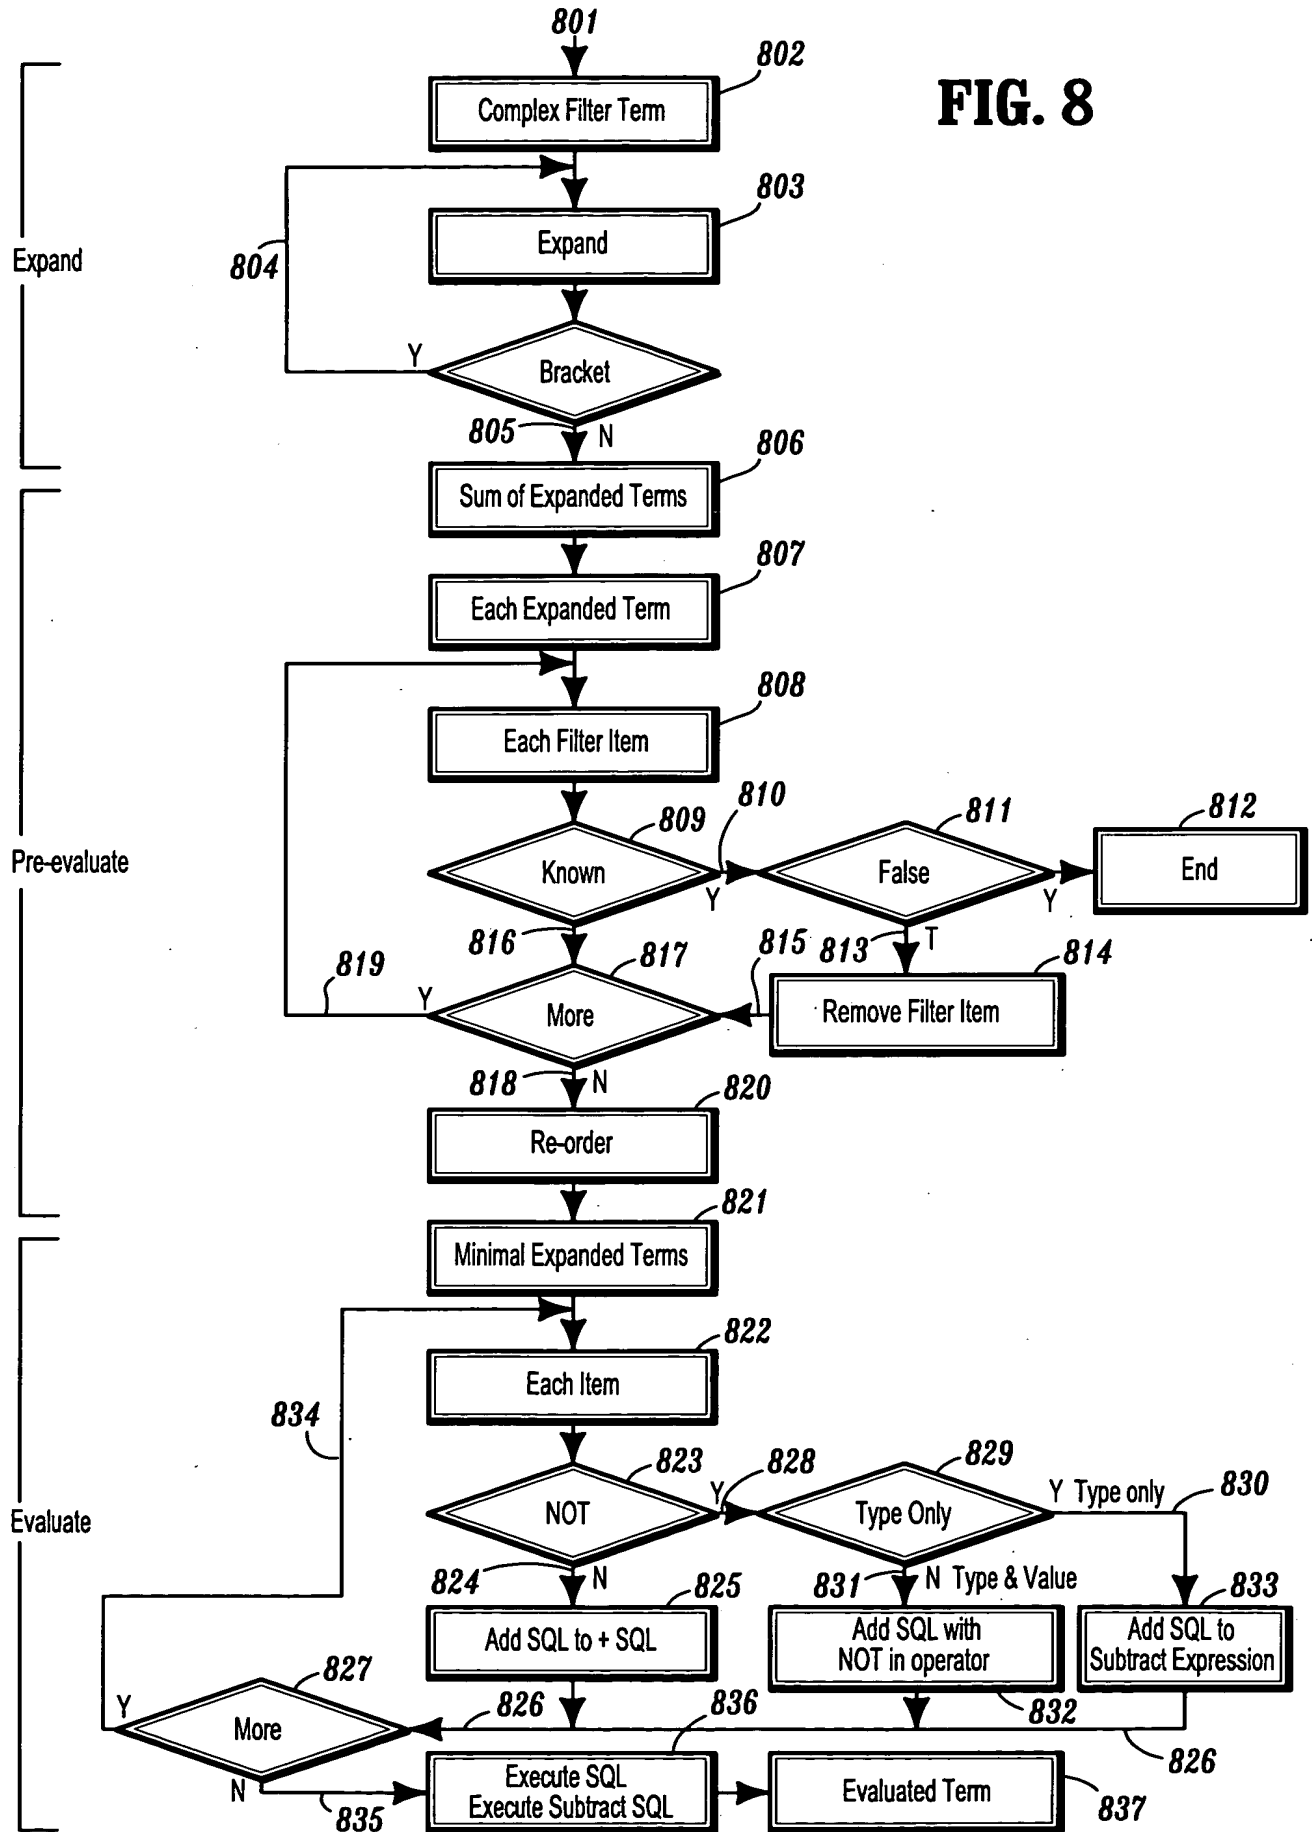 801
802
FIG. 8
Complex Filter Term
803
Expand
Expand
804
Y
Bracket
805
N
806
Sum of Expanded Terms
807
Each Expanded Term
808
Each Filter Item
809
810
811
812
Pre-evaluate
Known
Y
False
Y
End
816
813
T
815
814
819
Y
817
More
Remove Filter Item
818
N
820
Re-order
821
Minimal Expanded Terms
822
Each Item
834
823
828
829
Y
Y Type only
830
Evaluate
NOT
Type Only
824
N
825
831
N Type & Value
833
Add SQL to + SQL
Add SQL with
NOT in operator
Add SQL to
Subtract Expression
827
Y
More
826
836
832
826
N
835
Execute SQL
Execute Subtract SQL
Evaluated Term
837